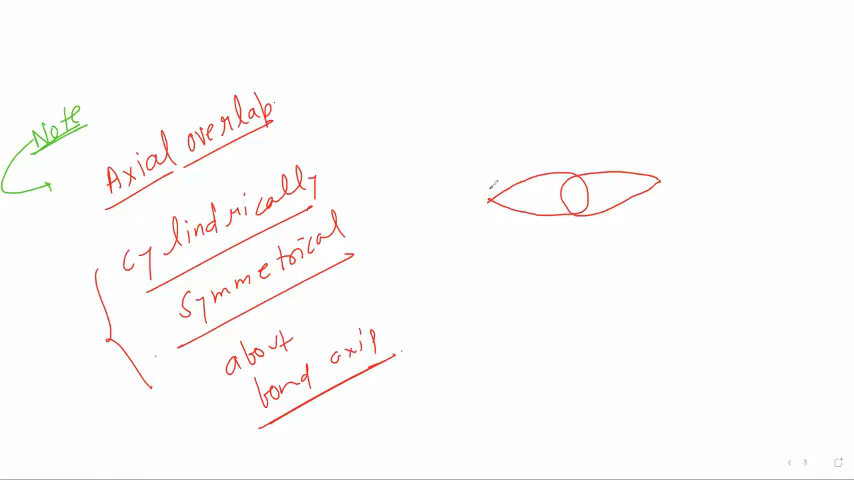 Note
Axial overlap.
Cylindrically
Symmetrical
about
bond axis